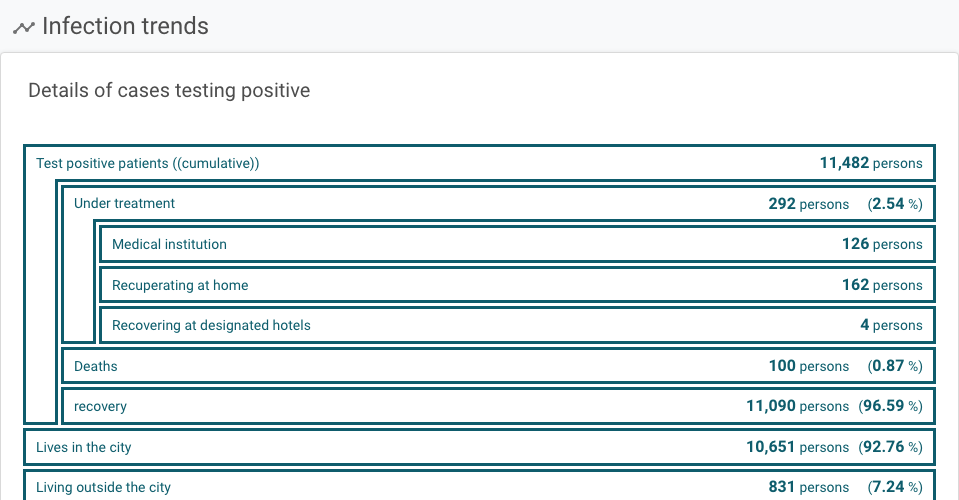 Infection trends
Details of cases testing positive
Test positive patients ((cumulative)) 11,482 persons
Under treatment 292 persons (2.54 %)
Medical institution 126 persons
Recuperating at home 162 persons
Recovering at designated hotels 4 persons
Deaths 100 persons (0.87 %)
recovery 11,090 persons (96.59 %)
Lives in the city 10,651 persons (92.76 %)
Living outside the city 831 persons (7.24 %)